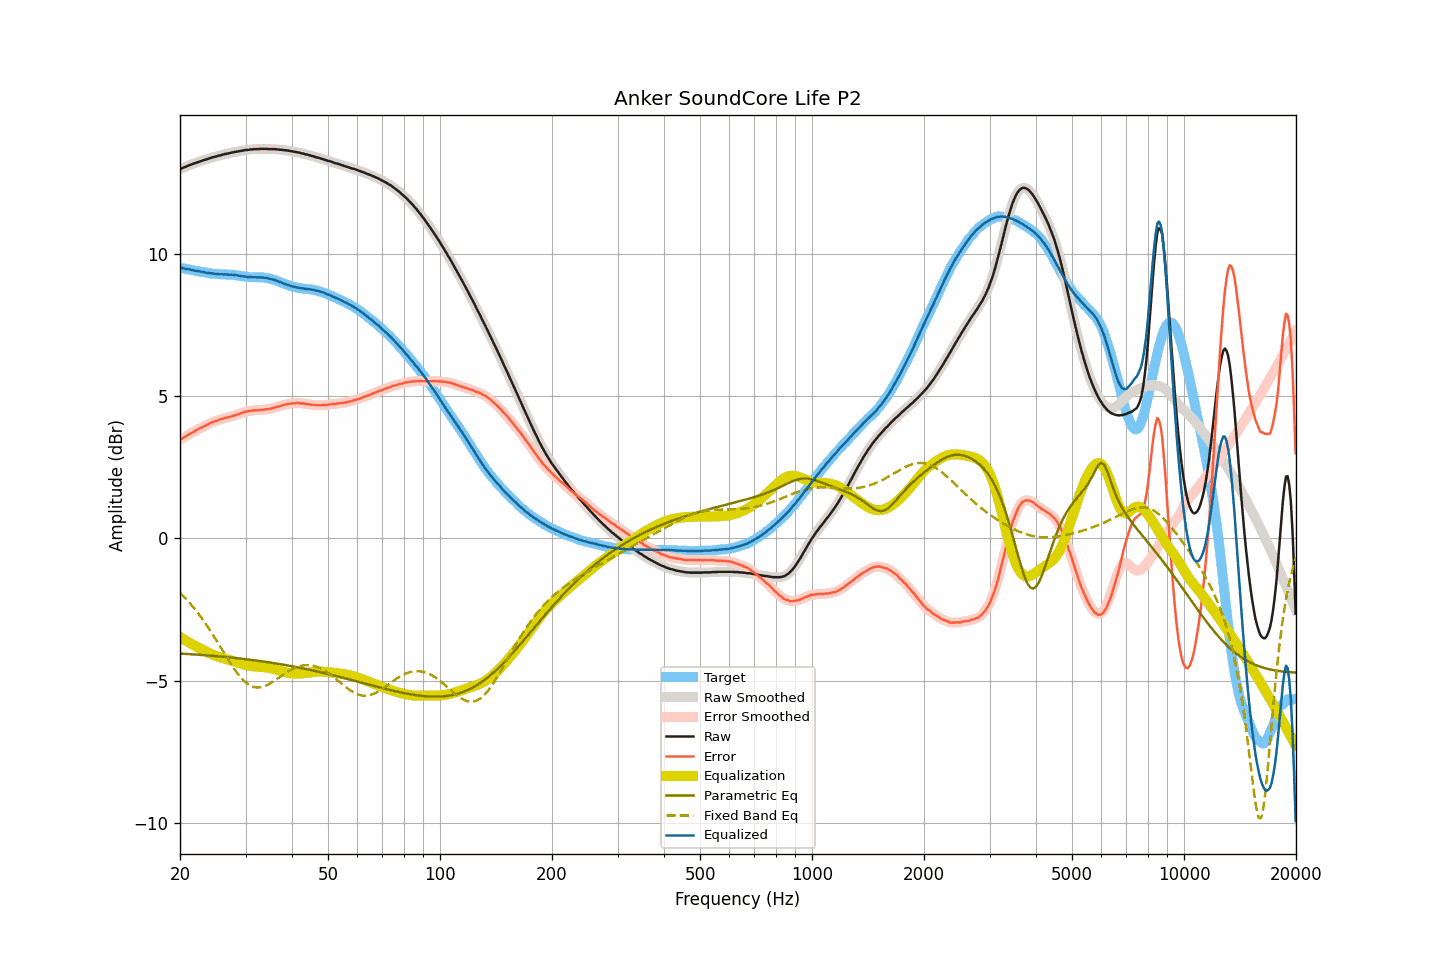 Anker SoundCore Life P2
Amplitude (dBr)
10
5
0
−5
−10
Target
Raw Smoothed
Error Smoothed
Raw
Error
Equalization
Parametric Eq
Fixed Band Eq
Equalized
20 50 100 200 500 1000 2000 5000 10000 20000
Frequency (Hz)